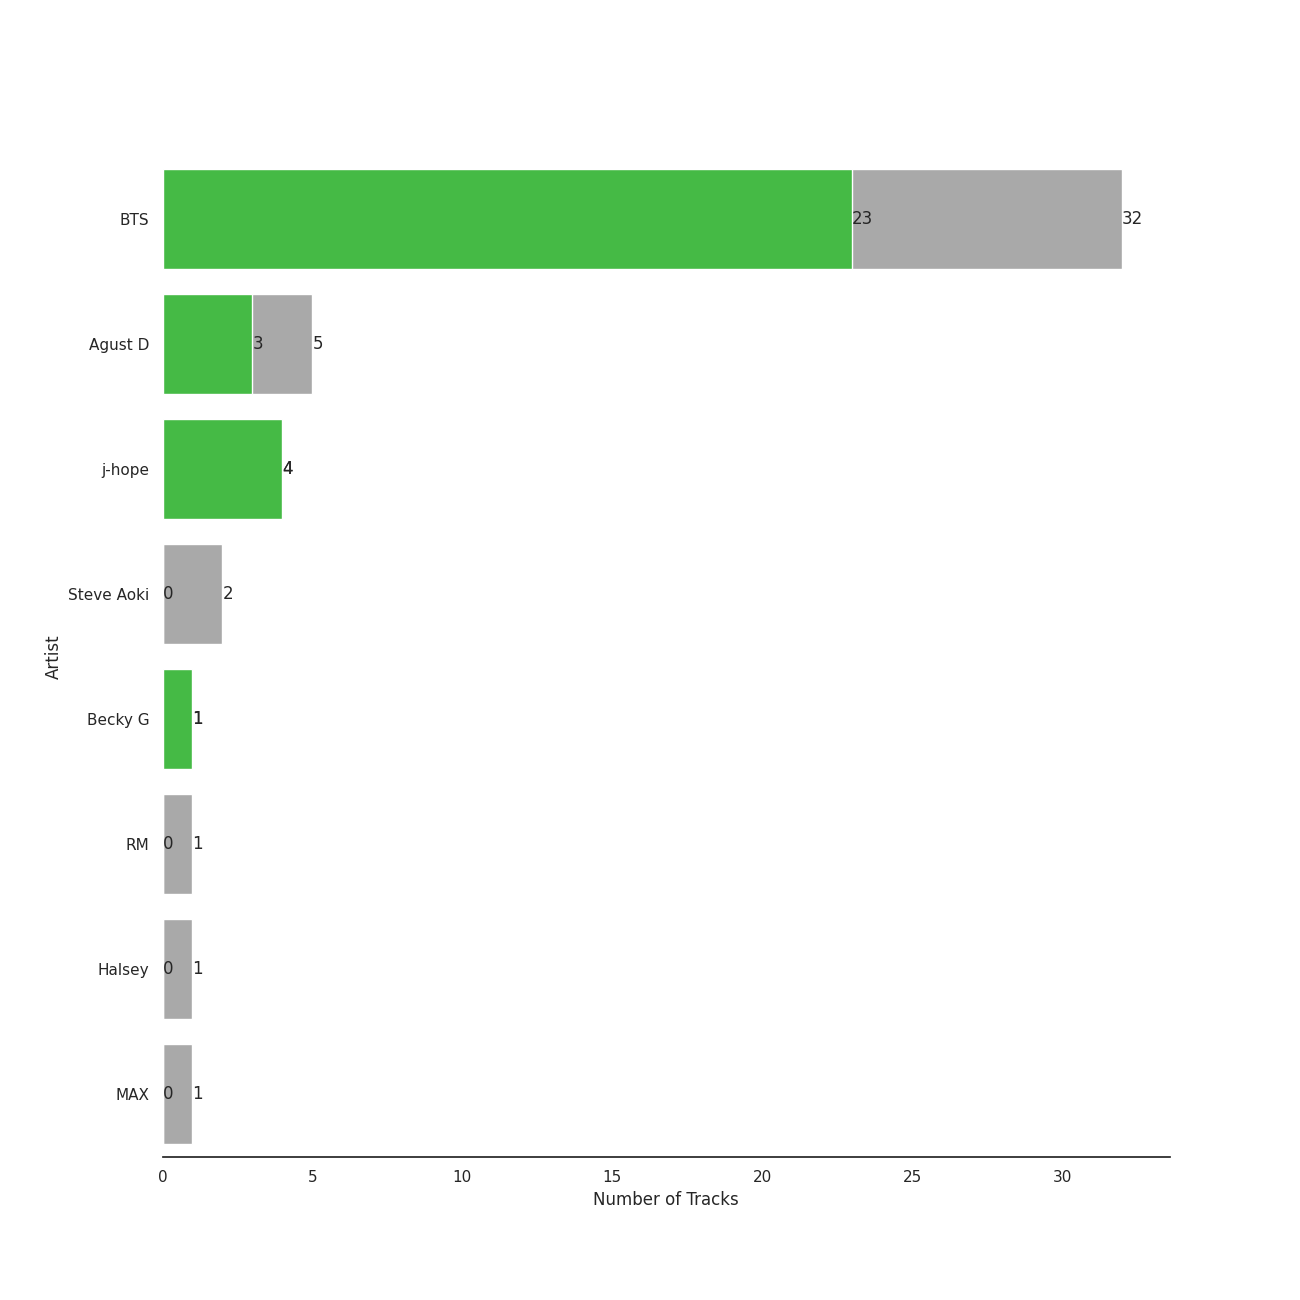 BTS 23 32
Agust D 3 5
j-hope 4
Steve Aoki 0 2
Artist
Becky G 1
RM 0 1
Halsey 0 1
MAX 0 1
0 5 10 15 20 25 30
Number of Tracks